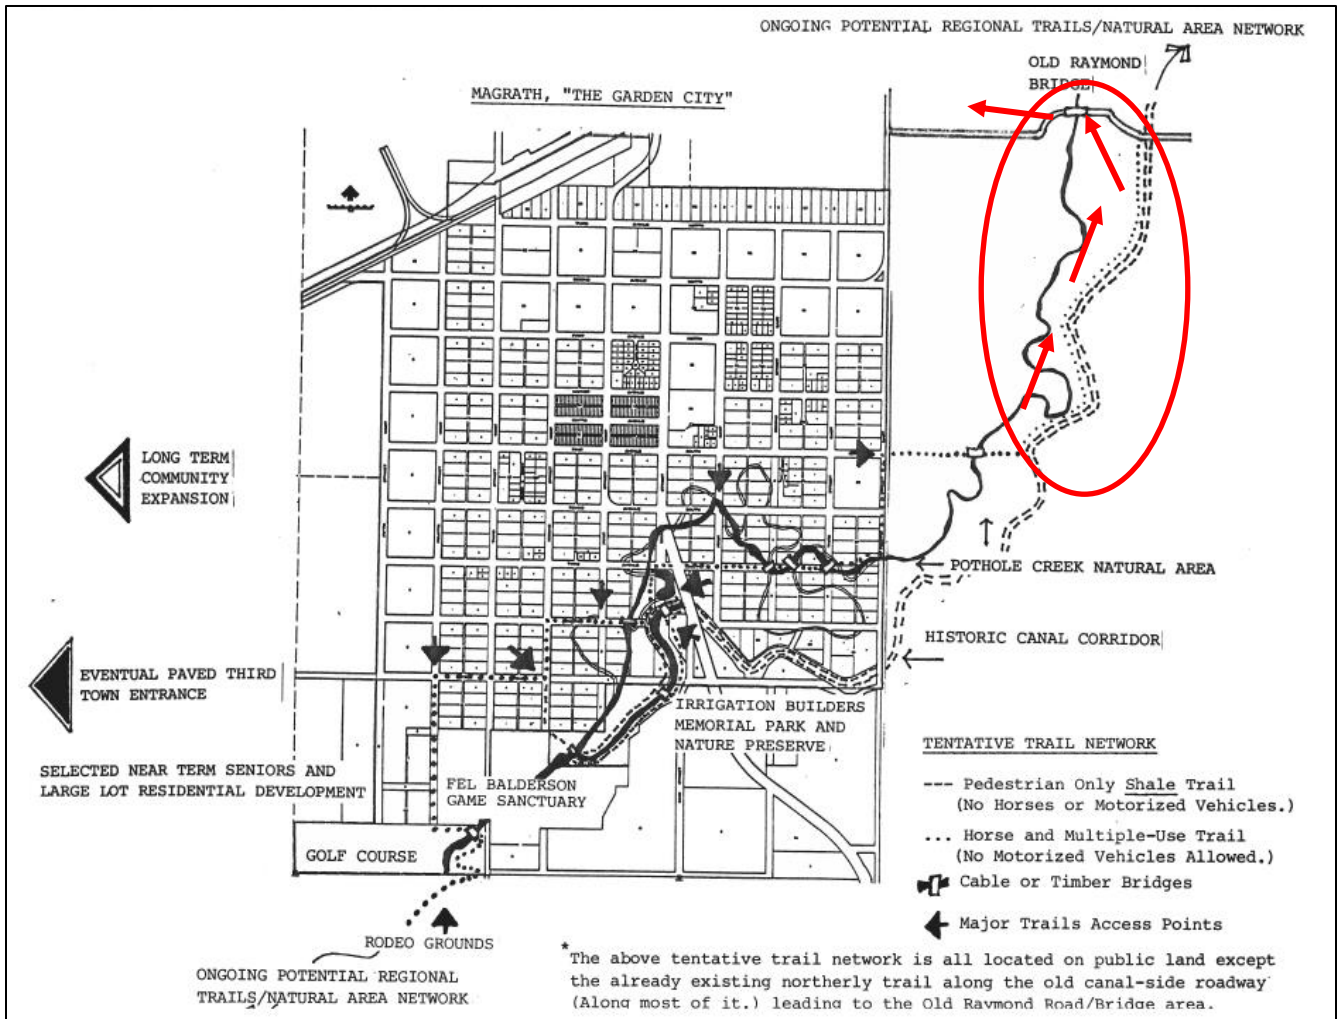 ONGOING POTENTIAL REGIONAL TRAILS/NATURAL AREA NETWORK
OLD RAYMOND
BRIDGE
MAGRATH, "THE GARDEN CITY"
LONG TERM
COMMUNITY
EXPANSION
POTHOLE CREEK NATURAL AREA
HISTORIC CANAL CORRIDOR
EVENTUAL PAVED THIRD
TOWN ENTRANCE
IRRIGATION BUILDERS
MEMORIAL PARK AND
NATURE PRESERVE
SELECTED NEAR TERM SENIORS AND
LARGE LOT RESIDENTIAL DEVELOPMENT
FEL BALDERSON
GAME SANCTUARY
GOLF COURSE
RODEO GROUNDS
ONGOING POTENTIAL REGIONAL
TRAILS/NATURAL AREA NETWORK
TENTATIVE TRAIL NETWORK
--- Pedestrian Only Shale Trail
(No Horses or Motorized Vehicles.)
... Horse and Multiple-Use Trail
(No Motorized Vehicles Allowed.)
Cable or Timber Bridges
Major Trails Access Points
*The above tentative trail network is all located on public land except
the already existing northerly trail along the old canal-side roadway
(Along most of it.) leading to the Old Raymond Road/Bridge area.